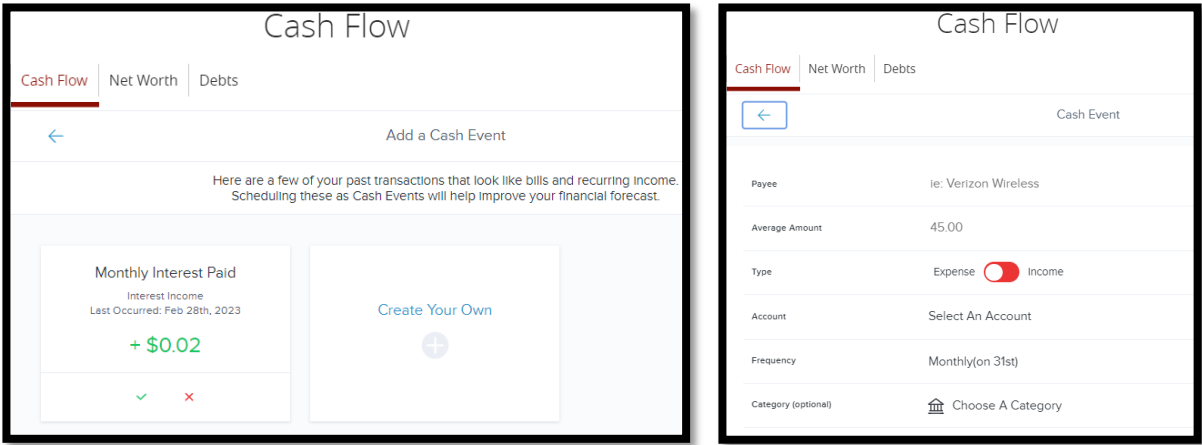 Cash Flow
Cash Flow Net Worth Debts
Add a Cash Event
Here are a few of your past transactions that look like bills and recurring income.
Scheduling these as Cash Events will help improve your financial forecast.
Monthly Interest Paid
Interest Income
Last Occurred: Feb 28th, 2023
+ $0.02
Create Your Own
Cash Flow
Cash Flow Net Worth Debts
Cash Event
Payee ie: Verizon Wireless
Average Amount 45.00
Type Expense Income
Account Select An Account
Frequency Monthly(on 31st)
Category (optional) Choose A Category